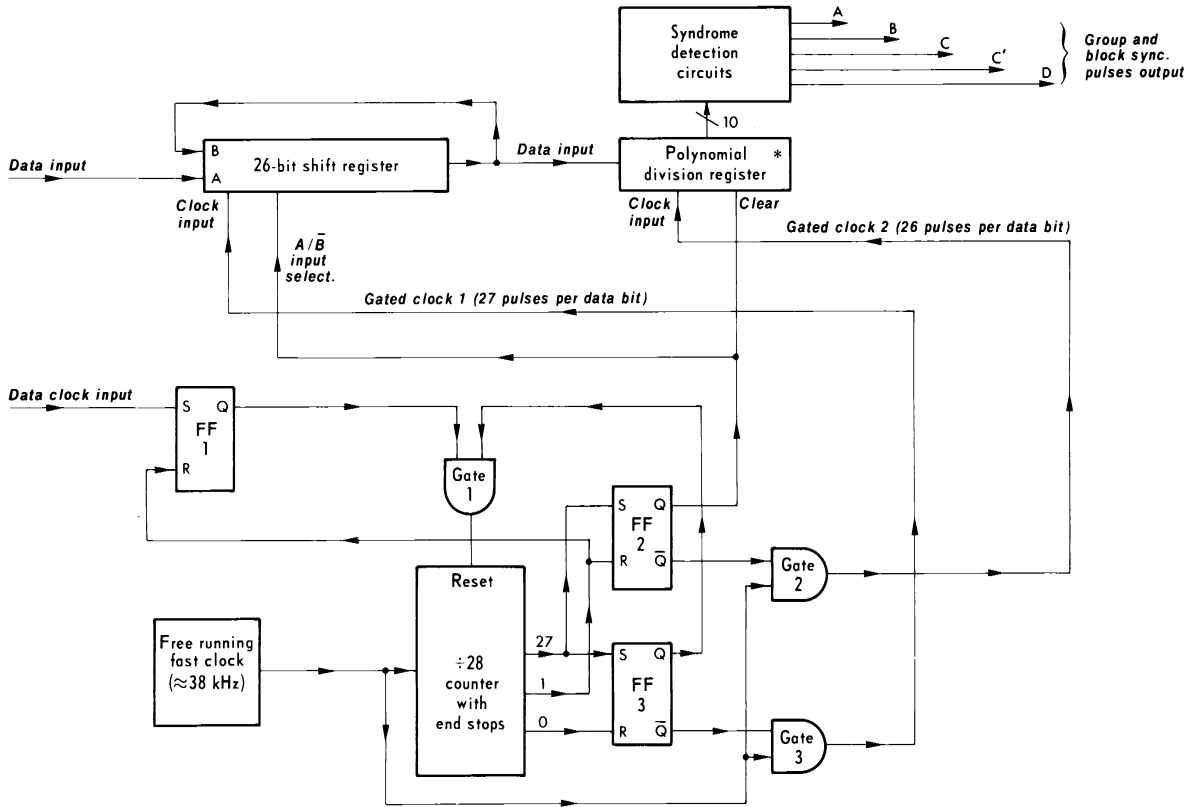 A
B
C
C'
D
Syndrome
detection
circuits
Group and
block sync.
pulses output
10
B
26-bit shift register
A
Data input
Data input
Polynomial *
division register
Clock
input
Clock
input
Clear
A/B̅
input
select.
Gated clock 2 (26 pulses per data bit)
Gated clock 1 (27 pulses per data bit)
Data clock input
S Q
FF
1
R
Gate
1
S Q
FF
2
R Q̅
Gate
2
Reset
Free running
fast clock
(≈38 kHz)
÷28
counter
with
end stops
27
1
0
S Q
FF
3
R Q̅
Gate
3